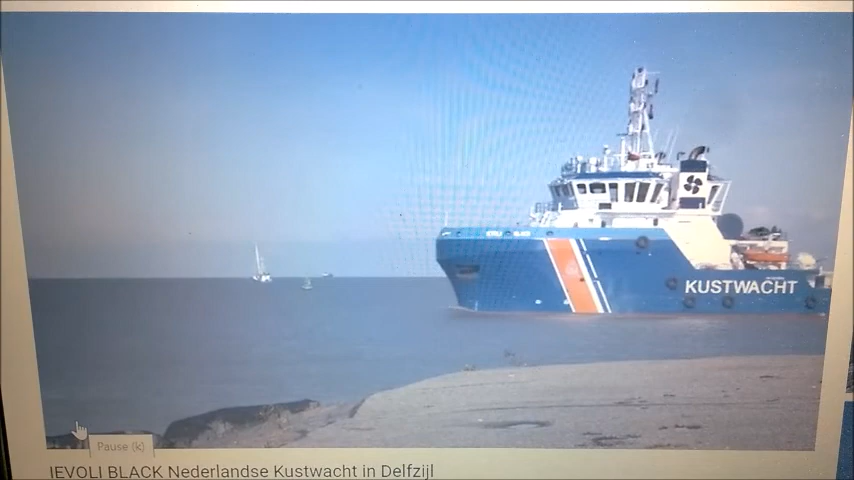 KUSTWACHT
Pause (k)
IEVOLI BLACK Nederlandse Kustwacht in Delfzijl